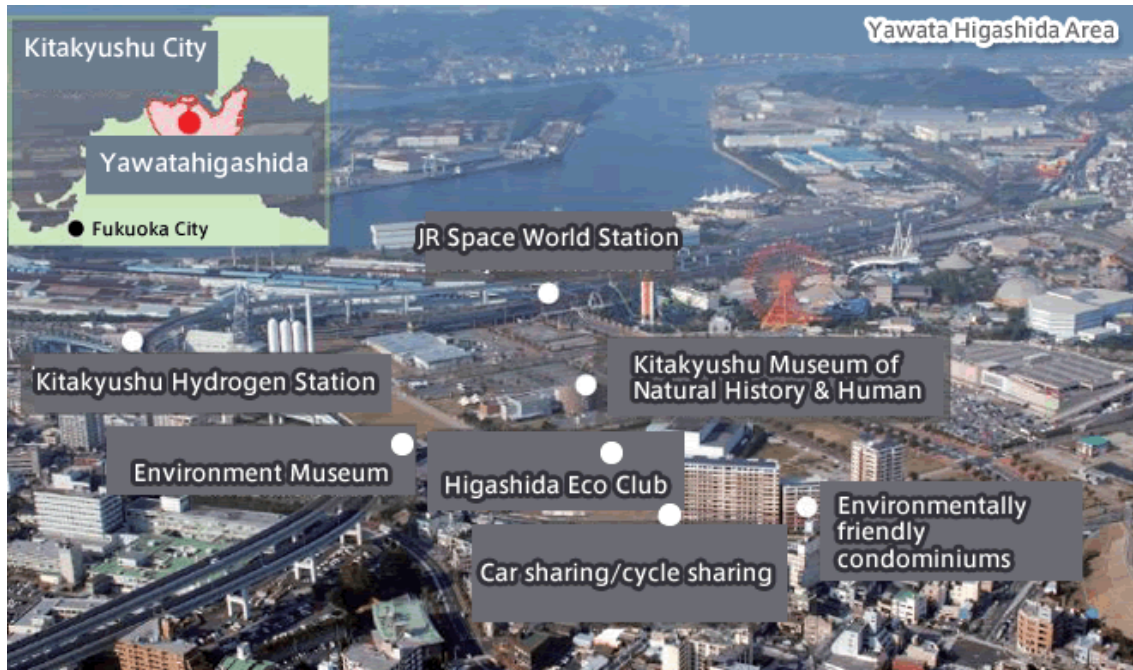 Yawata Higashida Area
Kitakyushu City
Yawatahigashida
Fukuoka City
JR Space World Station
Kitakyushu Hydrogen Station
Kitakyushu Museum of
Natural History & Human
Environment Museum
Higashida Eco Club
Environmentally
friendly
condominiums
Car sharing/cycle sharing